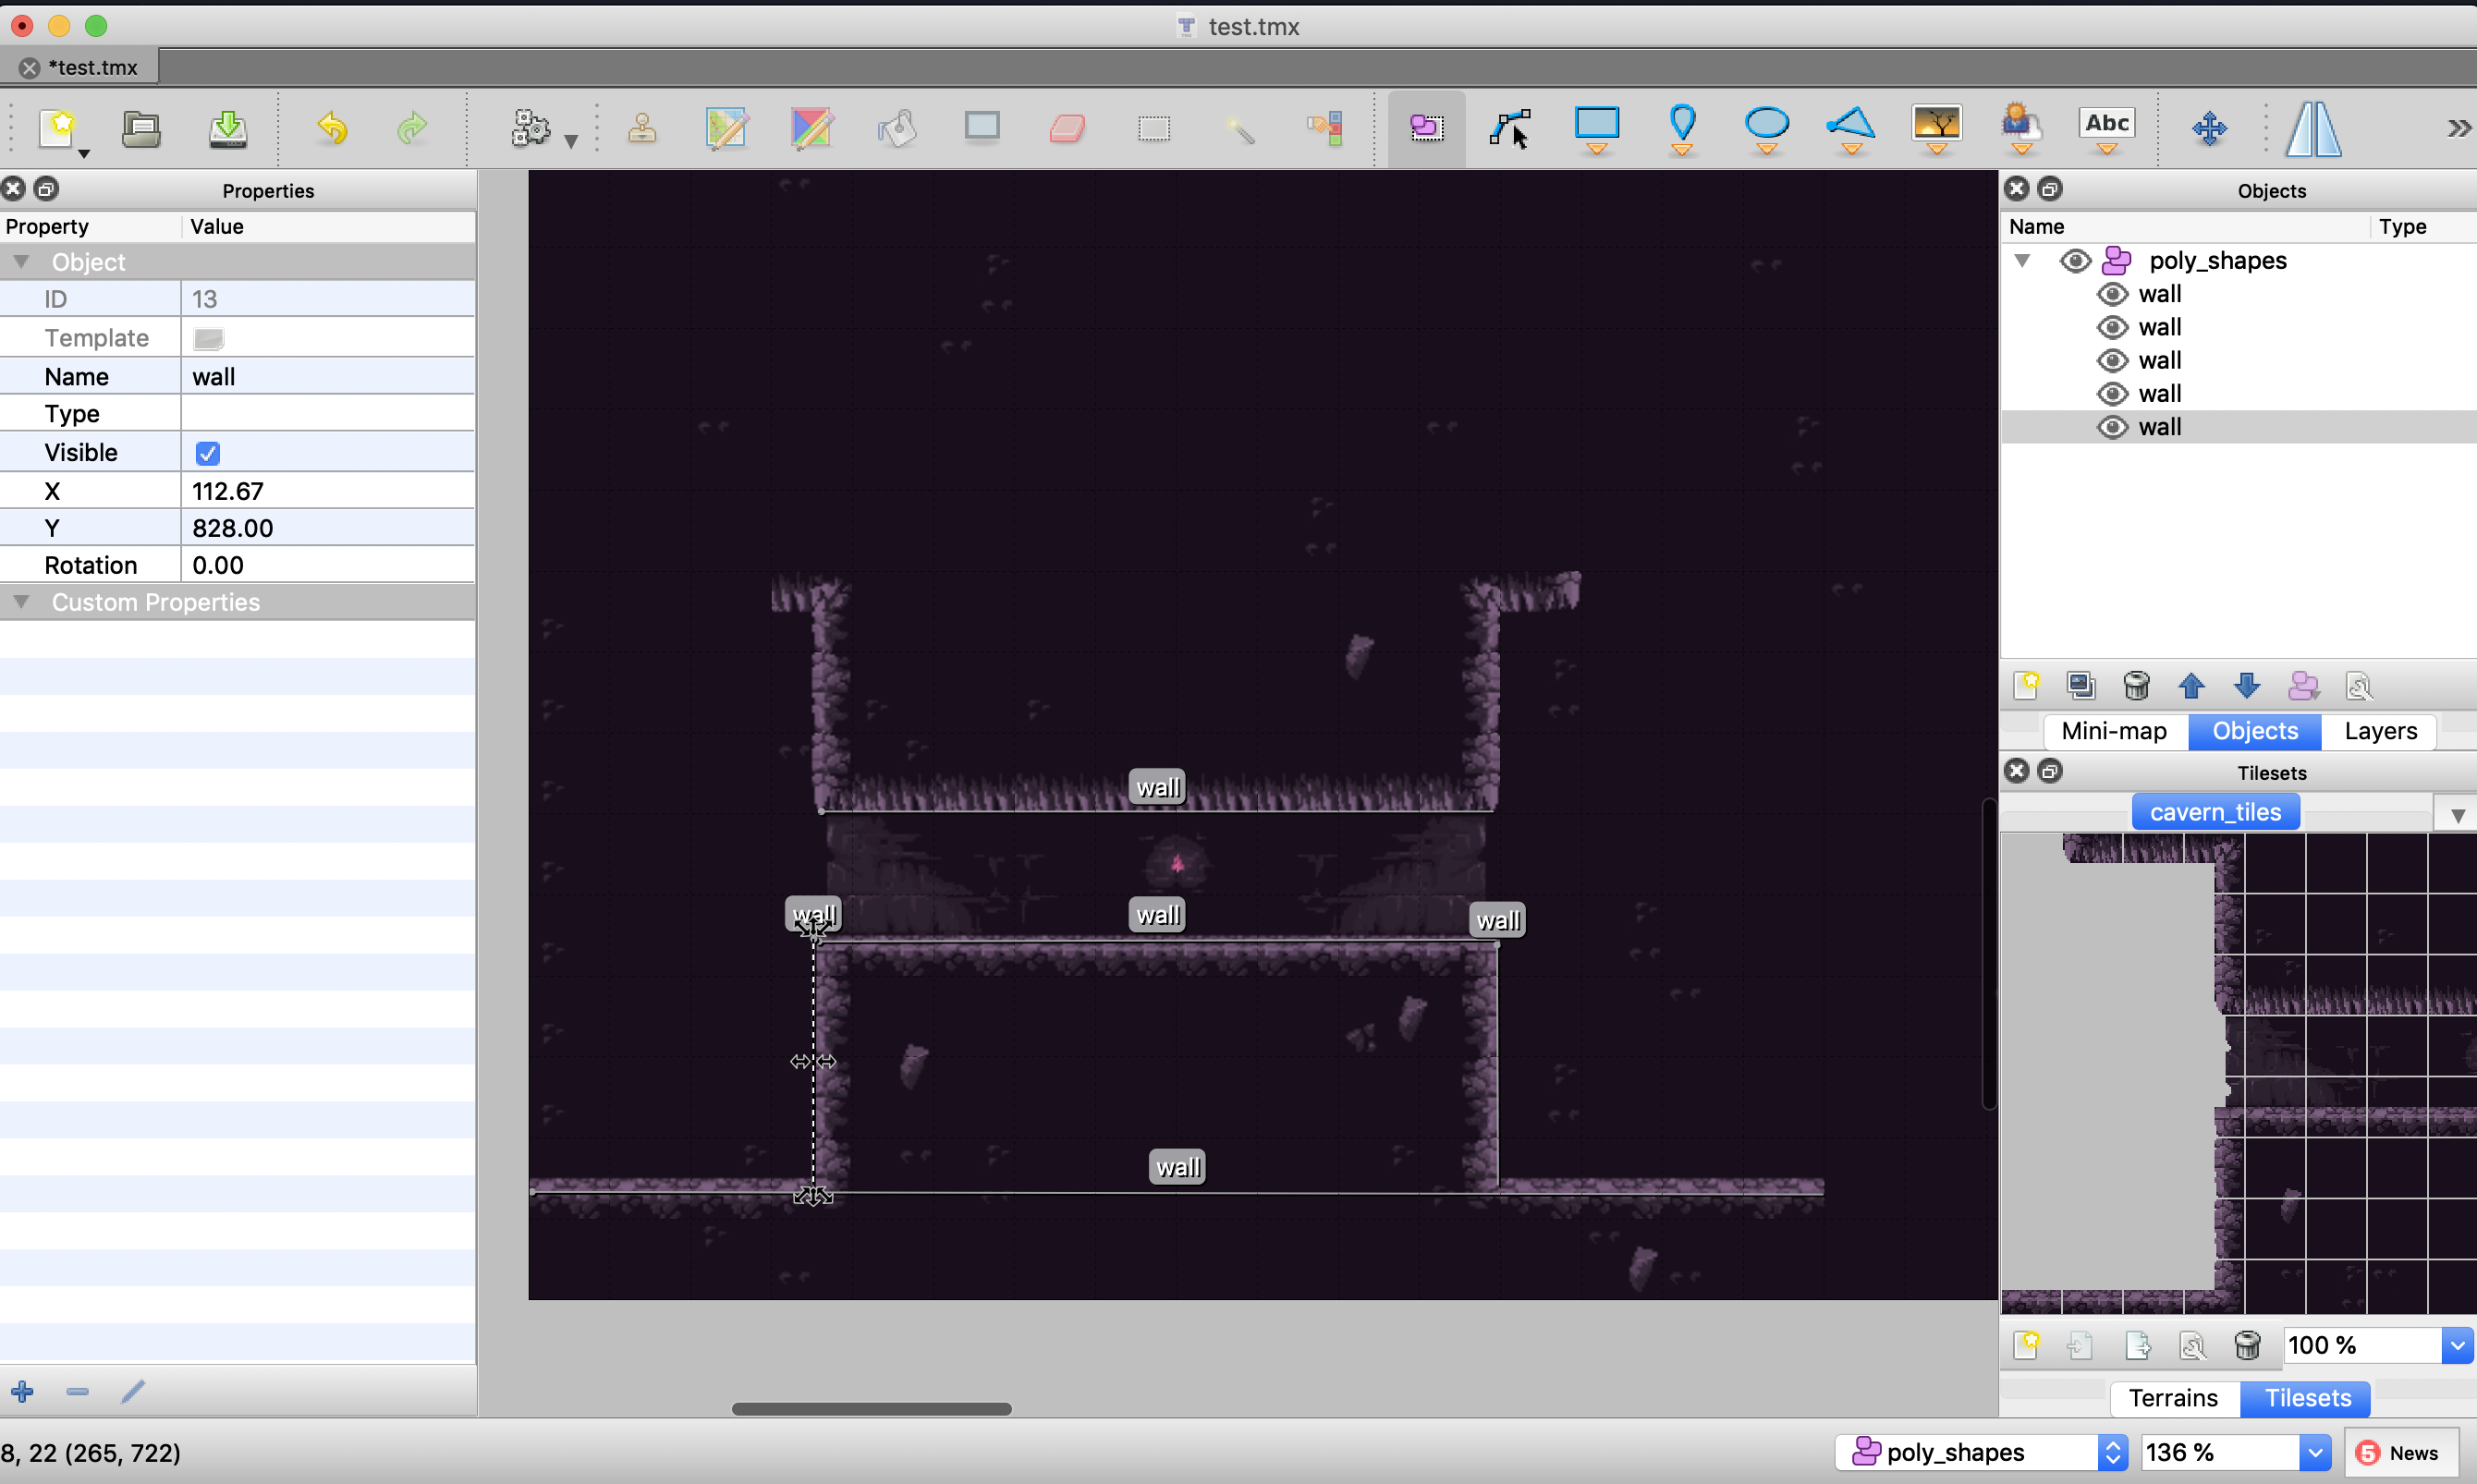 test.tmx
*test.tmx
Abc
Properties
Property Value
Object
ID 13
Template
Name wall
Type
Visible
X 112.67
Y 828.00
Rotation 0.00
Custom Properties
wall
wall
wall
wall
wall
Objects
Name Type
poly_shapes
wall
wall
wall
wall
wall
Mini-map Objects Layers
Tilesets
cavern_tiles
100 %
Terrains Tilesets
8, 22 (265, 722)
poly_shapes 136 % 5 News